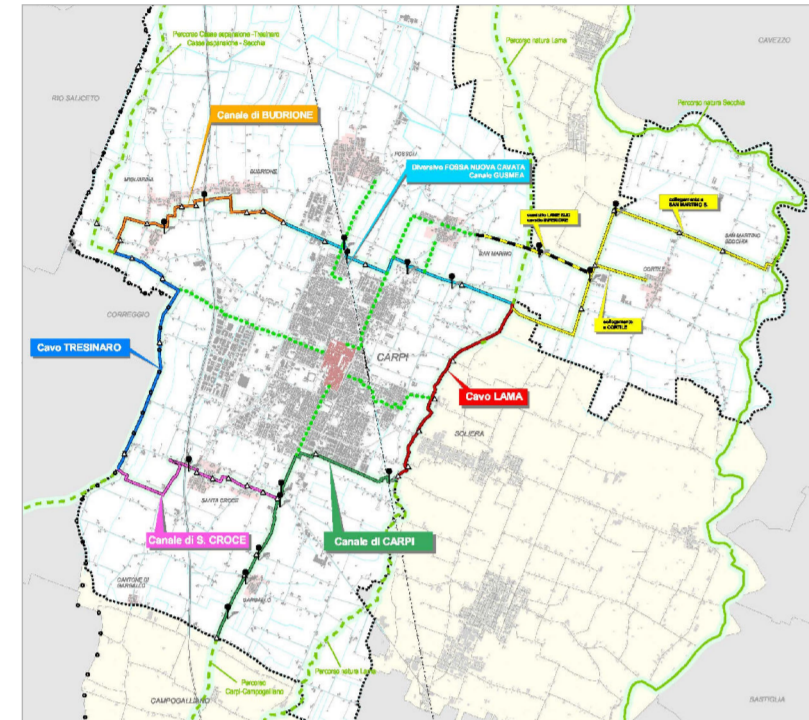 Percorso Casse espansione -Tresinaro
Casse espansione - Secchia
Percorso natura Lama
CAVEZZO
RIO SALICETO
Percorso natura Secchia
Canale di BUDRIONE
FOSSOLI
Diversivo FOSSA NUOVA CAVATA
Canale GUSMEA
MIGLIARINA
BUDRIONE
collegamento a
SAN MARTINO S.
SAN MARINO
SAN MARTINO
SECCHIA
CORTILE
CORREGGIO
collegamento
a CORTILE
Cavo TRESINARO
CARPI
Cavo LAMA
SOLIERA
SANTA CROCE
Canale di S. CROCE
Canale di CARPI
CANTONE DI
GARGALLO
GARGALLO
Percorso natura Lama
Percorso
Carpi-Campogalliano
CAMPOGALLIANO
BASTIGLIA